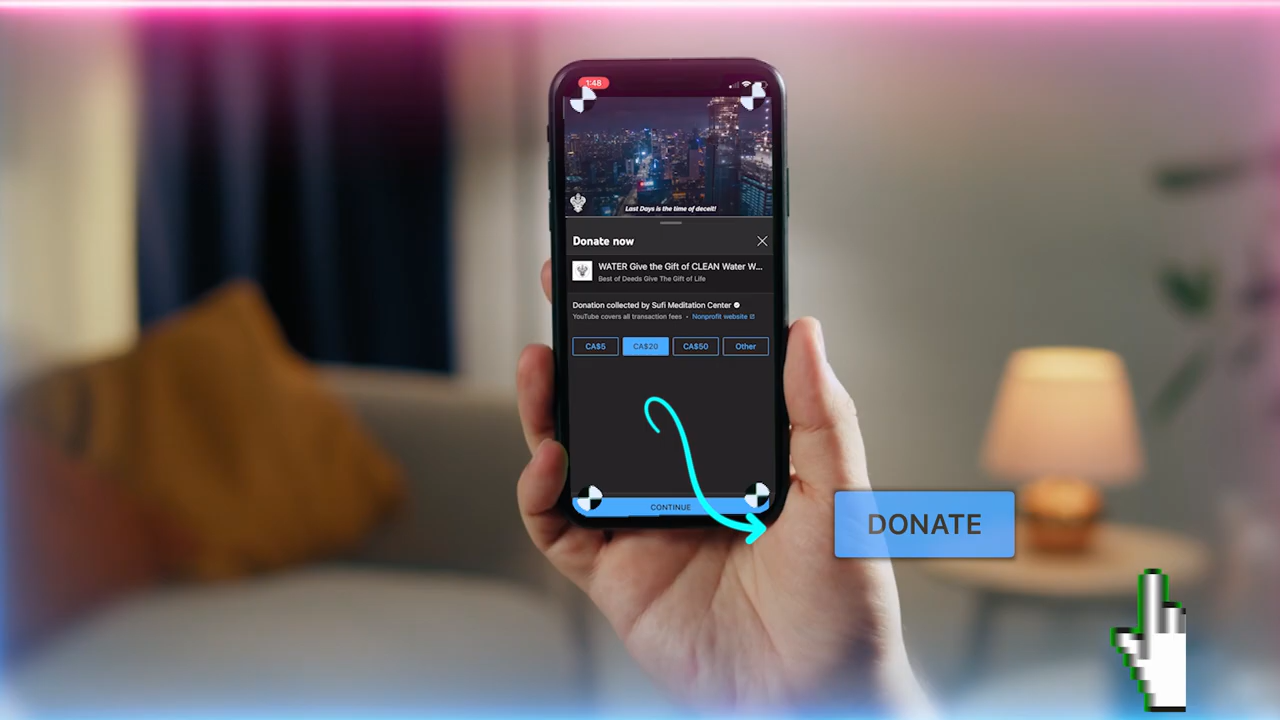 1:48
Last Days is the time of deceit!
Donate now
WATER Give the Gift of CLEAN Water W...
Best of Deeds Give The Gift of Life
Donation collected by Sufi Meditation Center
YouTube covers all transaction fees • Nonprofit website
CA$5 CA$20 CA$50 Other
CONTINUE
DONATE